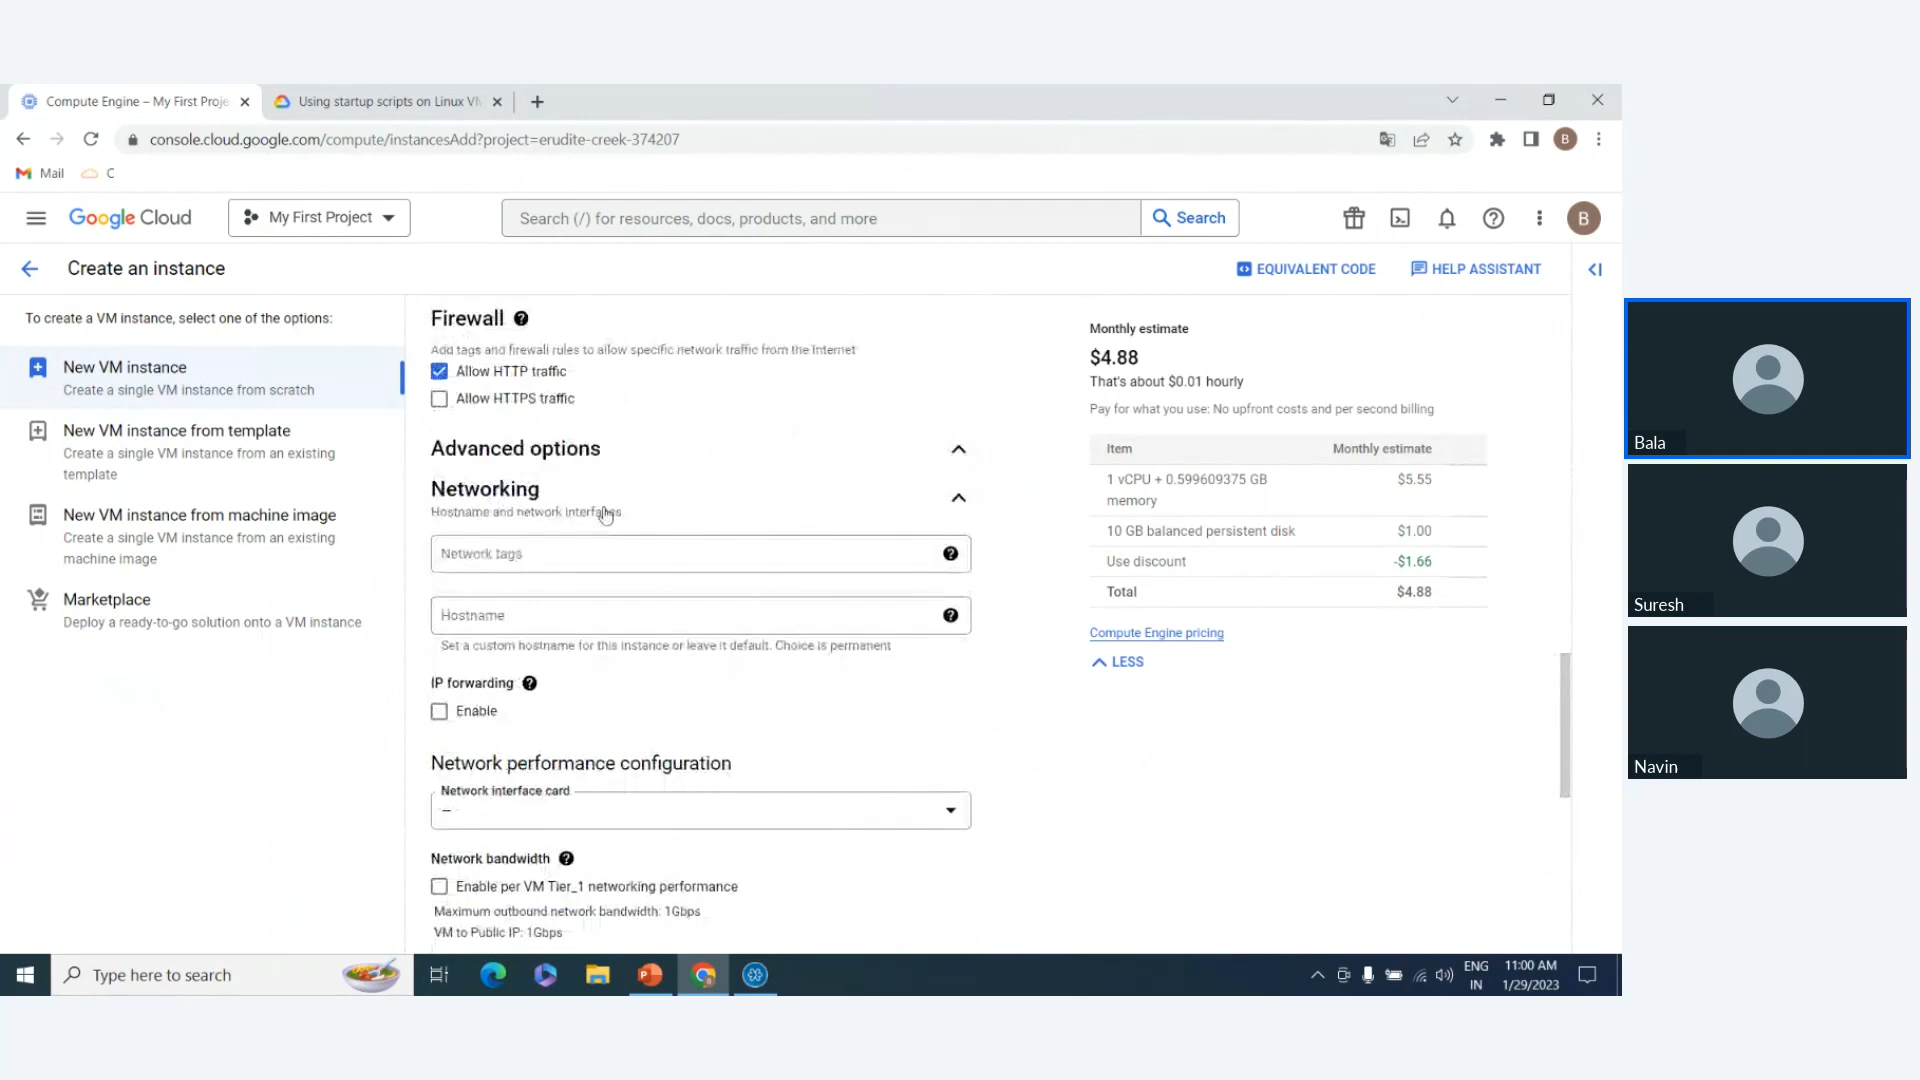 Compute Engine – My First Proje
Using startup scripts on Linux VM
console.cloud.google.com/compute/instancesAdd?project=erudite-creek-374207
B
Mail
C
Google Cloud
My First Project
Search (/) for resources, docs, products, and more
Search
B
Create an instance
EQUIVALENT CODE
HELP ASSISTANT
To create a VM instance, select one of the options:
New VM instance
Create a single VM instance from scratch
New VM instance from template
Create a single VM instance from an existing
template
New VM instance from machine image
Create a single VM instance from an existing
machine image
Marketplace
Deploy a ready-to-go solution onto a VM instance
Firewall
Add tags and firewall rules to allow specific network traffic from the Internet
Allow HTTP traffic
Allow HTTPS traffic
Advanced options
Networking
Hostname and network interfaces
Network tags
Hostname
Set a custom hostname for this instance or leave it default. Choice is permanent
IP forwarding
Enable
Network performance configuration
Network interface card
–
Network bandwidth
Enable per VM Tier_1 networking performance
Maximum outbound network bandwidth: 1Gbps
VM to Public IP: 1Gbps
Monthly estimate
$4.88
That's about $0.01 hourly
Pay for what you use: No upfront costs and per second billing
Item Monthly estimate
1 vCPU + 0.599609375 GB $5.55
memory
10 GB balanced persistent disk $1.00
Use discount -$1.66
Total $4.88
Compute Engine pricing
LESS
Bala
Suresh
Navin
Type here to search
ENG
IN
11:00 AM
1/29/2023